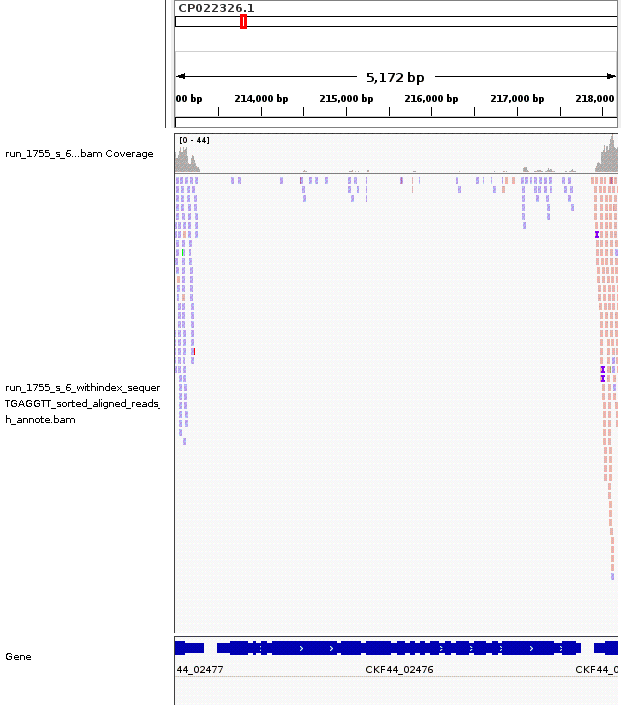 CP022326.1
5,172 bp
00 bp 214,000 bp 215,000 bp 216,000 bp 217,000 bp 218,000
[0 - 44]
run_1755_s_6...bam Coverage
run_1755_s_6_withindex_sequer
TGAGGTT_sorted_aligned_reads_
h_annote.bam
Gene
44_02477 CKF44_02476 CKF44_0